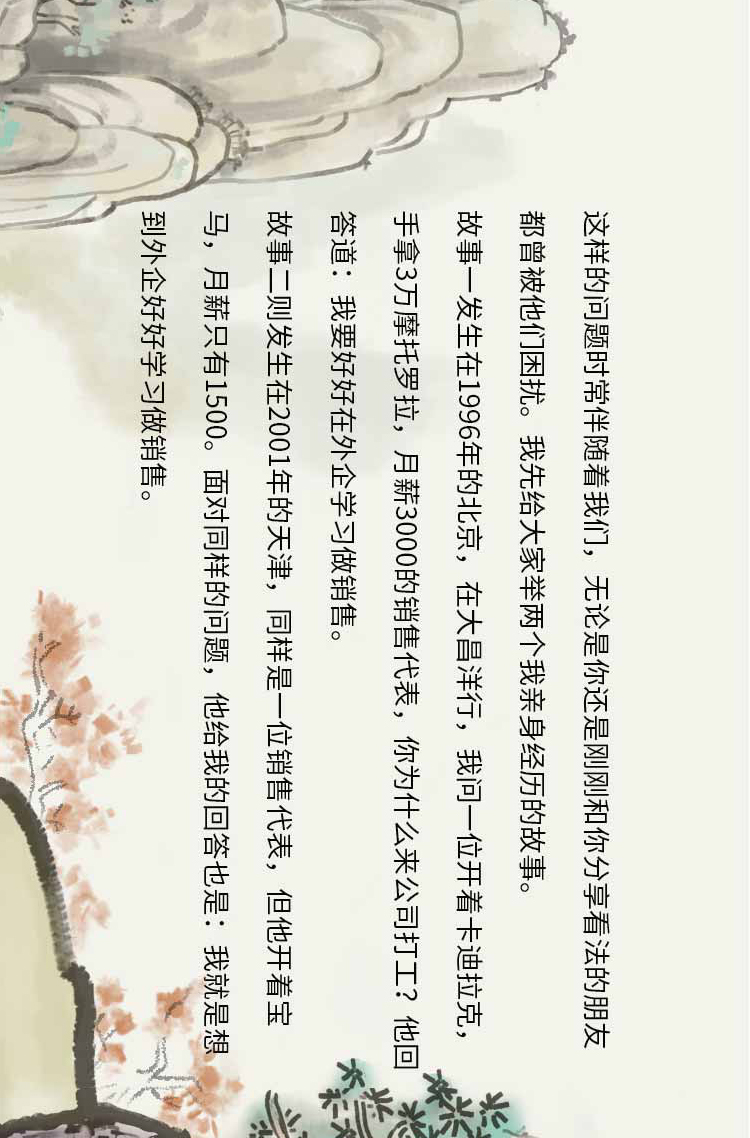 这样的问题时常伴随着我们，无论是你还是刚刚和你分享看法的朋友
都曾被他们困扰。我先给大家举两个我亲身经历的故事。
故事一发生在1996年的北京，在大昌洋行，我问一位开着卡迪拉克，
手拿3万摩托罗拉，月薪3000的销售代表，你为什么来公司打工？他回
答道：我要好好在外企学习做销售。
故事二则发生在2001年的天津，同样是一位销售代表，但他开着宝
马，月薪只有1500。面对同样的问题，他给我的回答也是：我就是想
到外企好好学习做销售。